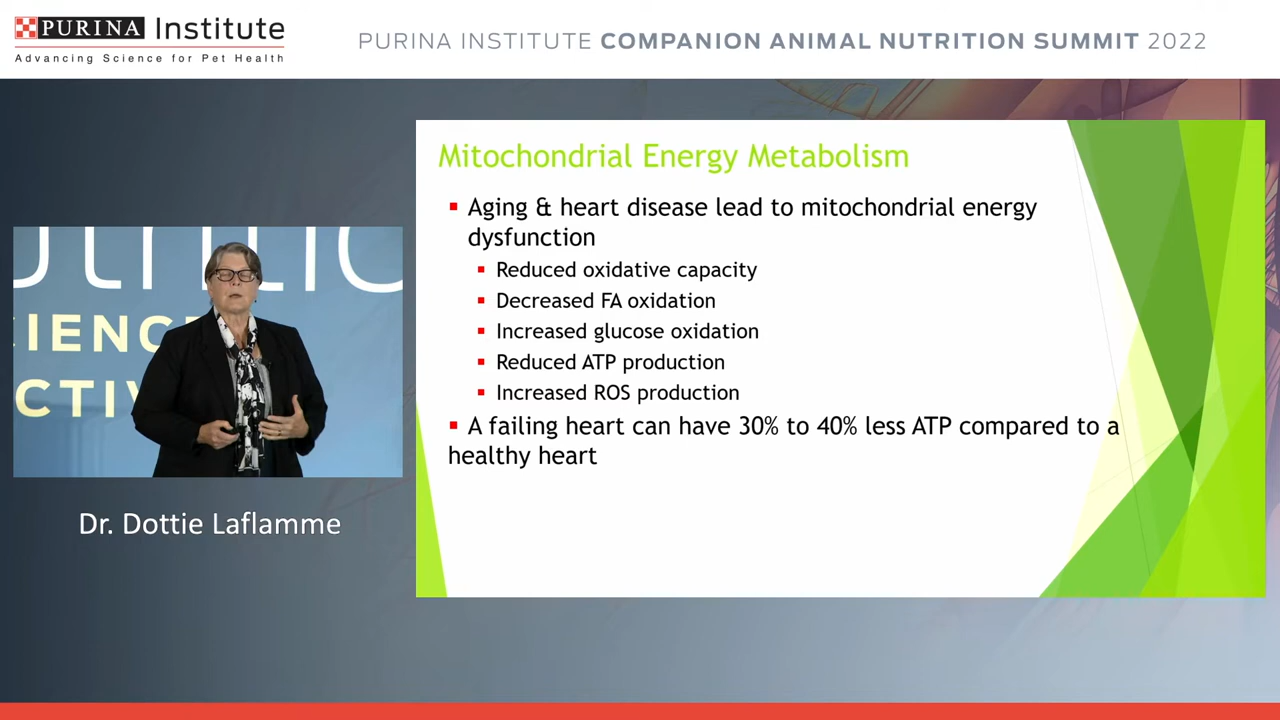 PURINA Institute
Advancing Science for Pet Health
PURINA INSTITUTE COMPANION ANIMAL NUTRITION SUMMIT 2022
Mitochondrial Energy Metabolism
▪ Aging & heart disease lead to mitochondrial energy
dysfunction
▪ Reduced oxidative capacity
▪ Decreased FA oxidation
▪ Increased glucose oxidation
▪ Reduced ATP production
▪ Increased ROS production
▪ A failing heart can have 30% to 40% less ATP compared to a
healthy heart
Dr. Dottie Laflamme